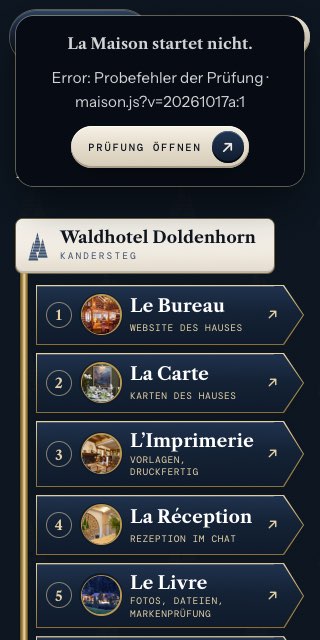 La Maison startet nicht.
Error: Probefehler der Prüfung ·
maison.js?v=20261017a:1
PRÜFUNG ÖFFNEN
Waldhotel Doldenhorn
KANDERSTEG
1
Le Bureau
WEBSITE DES HAUSES
2
La Carte
KARTEN DES HAUSES
3
L’Imprimerie
VORLAGEN,
DRUCKFERTIG
4
La Réception
REZEPTION IM CHAT
5
Le Livre
FOTOS, DATEIEN,
MARKENPRÜFUNG